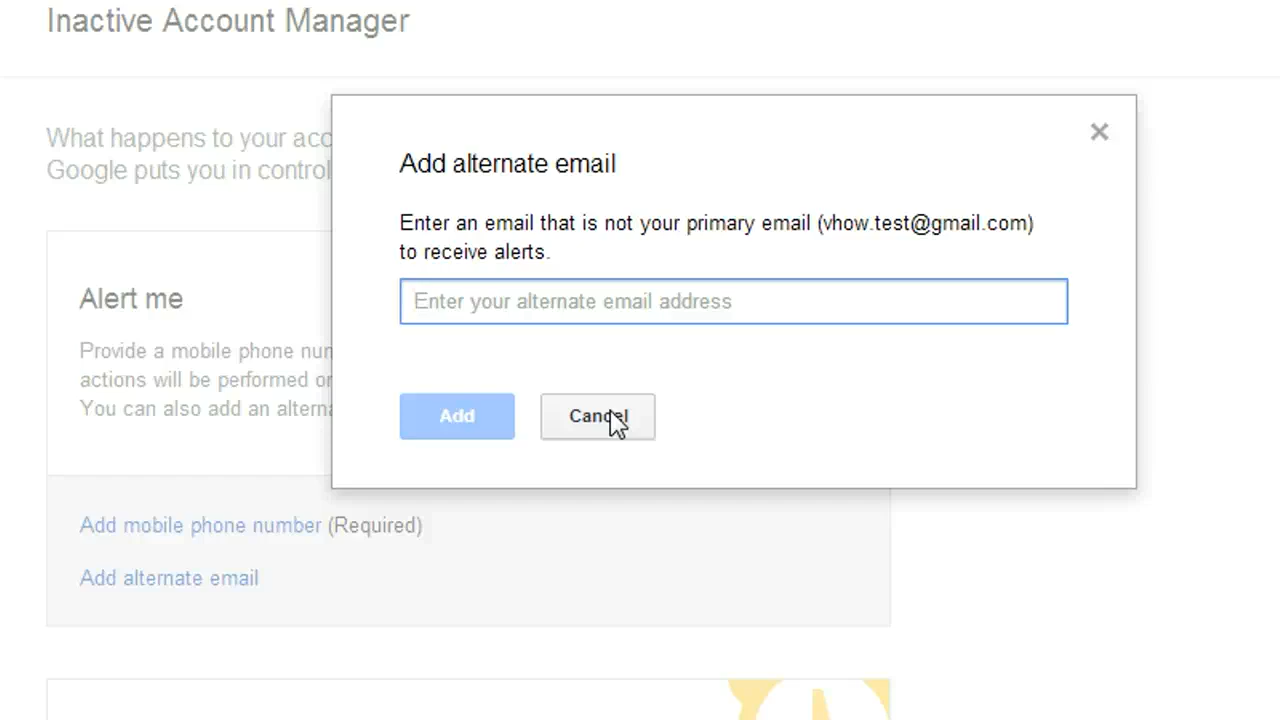 Inactive Account Manager
What happens to your acc
Google puts you in control
Add alternate email
Enter an email that is not your primary email (vhow.test@gmail.com)
to receive alerts.
Enter your alternate email address
Add
Cancel
Alert me
Provide a mobile phone num
actions will be performed or
You can also add an alterna
Add mobile phone number (Required)
Add alternate email